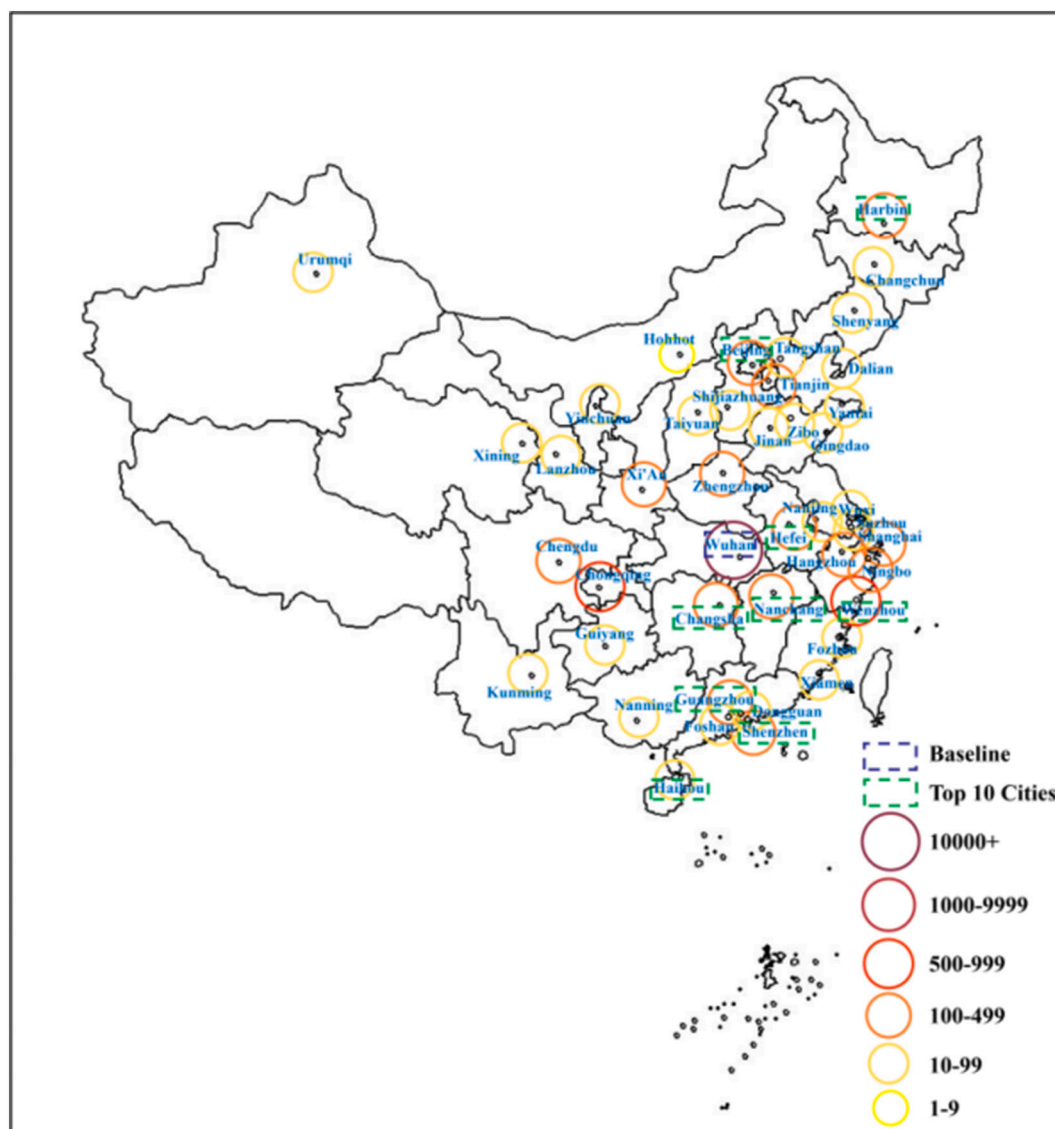 Harbin
Urumqi
Changchun
Shenyang
Hohhot
Beijing
Tangshan
Dalian
Tianjin
Shijiazhuang
Yinchuan
Taiyuan
Yantai
Jinan
Zibo
Qingdao
Xining
Lanzhou
Xi'An
Zhengzhou
Nanjing
Wuxi
Suzhou
Hefei
Shanghai
Wuhan
Chengdu
Hangzhou
Chongqing
Ningbo
Changsha
Nanchang
Wenzhou
Guiyang
Fozhou
Kunming
Xiamen
Nanning
Guangzhou
Dongguan
Foshan
Shenzhen
Haikou
Baseline
Top 10 Cities
10000+
1000-9999
500-999
100-499
10-99
1-9